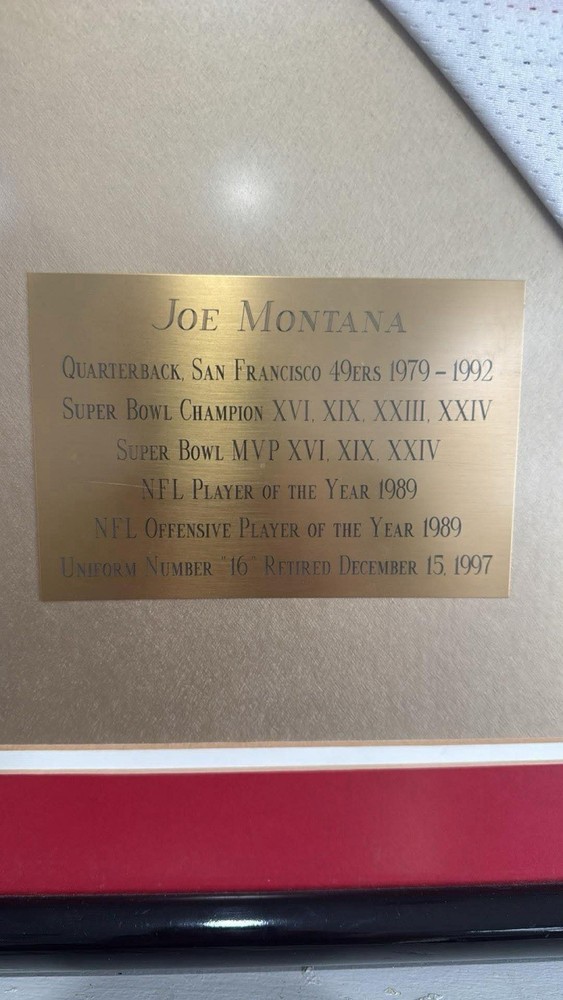 JOE MONTANA
QUARTERBACK, SAN FRANCISCO 49ERS 1979 – 1992
SUPER BOWL CHAMPION XVI, XIX, XXIII, XXIV
SUPER BOWL MVP XVI, XIX, XXIV
NFL PLAYER OF THE YEAR 1989
NFL OFFENSIVE PLAYER OF THE YEAR 1989
UNIFORM NUMBER "16" RETIRED DECEMBER 15, 1997